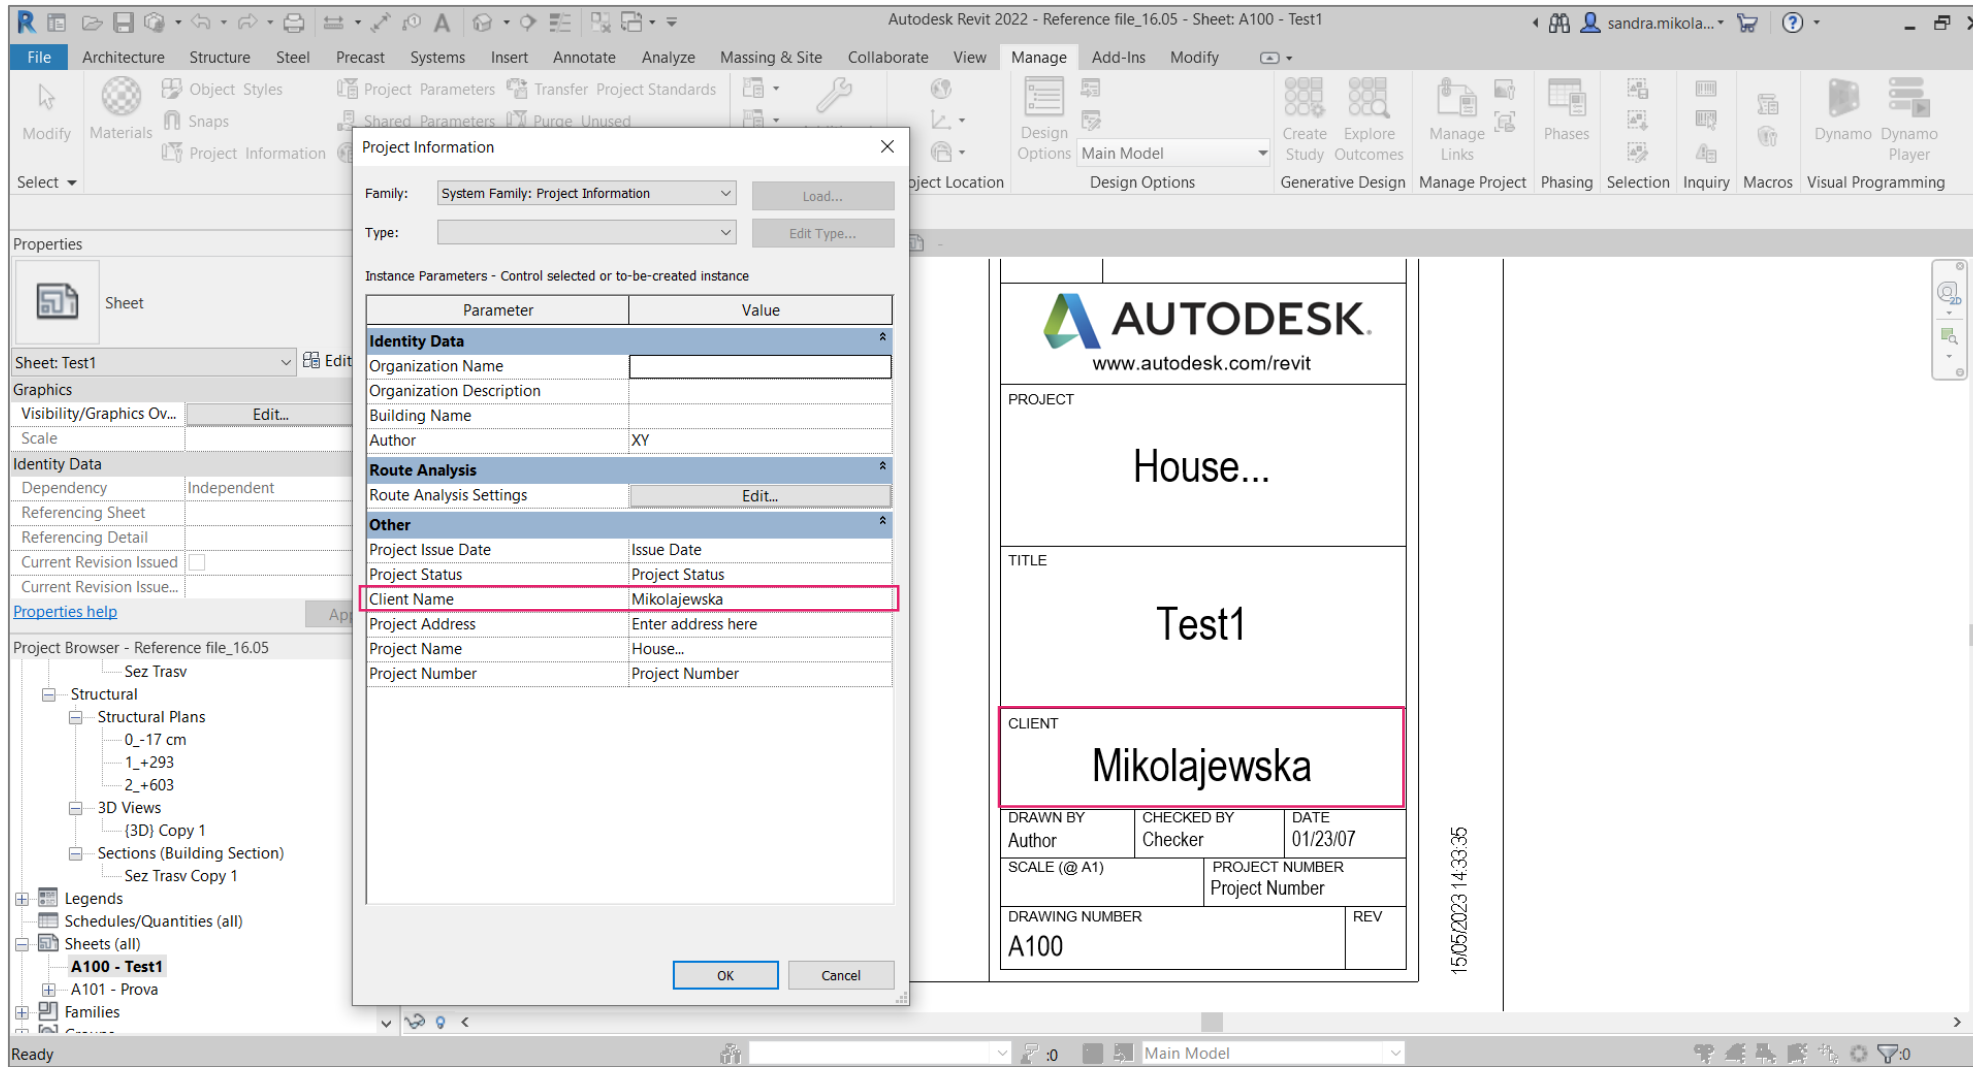 Autodesk Revit 2022 - Reference file_16.05 - Sheet: A100 - Test1
sandra.mikola...
File Architecture Structure Steel Precast Systems Insert Annotate Analyze Massing & Site Collaborate View Manage Add-Ins Modify
Modify
Materials
Object Styles
Snaps
Project Information
Project Parameters
Shared Parameters
Transfer Project Standards
Purge Unused
Design
Options
Main Model
Create
Study
Explore
Outcomes
Manage
Links
Phases
Dynamo
Dynamo
Player
Select
Location
Design Options
Generative Design
Manage Project
Phasing
Selection
Inquiry
Macros
Visual Programming
Properties
Sheet
Sheet: Test1
Edit
Graphics
Visibility/Graphics Ov... Edit...
Scale
Identity Data
Dependency Independent
Referencing Sheet
Referencing Detail
Current Revision Issued
Current Revision Issue...
Properties help
Project Browser - Reference file_16.05
Sez Trasv
Structural
Structural Plans
0_-17 cm
1_+293
2_+603
3D Views
{3D} Copy 1
Sections (Building Section)
Sez Trasv Copy 1
Legends
Schedules/Quantities (all)
Sheets (all)
A100 - Test1
A101 - Prova
Families
Project Information
Family: System Family: Project Information Load...
Type: Edit Type...
Instance Parameters - Control selected or to-be-created instance
Parameter Value
Identity Data
Organization Name
Organization Description
Building Name
Author XY
Route Analysis
Route Analysis Settings Edit...
Other
Project Issue Date Issue Date
Project Status Project Status
Client Name Mikolajewska
Project Address Enter address here
Project Name House...
Project Number Project Number
OK Cancel
AUTODESK.
www.autodesk.com/revit
PROJECT
House...
TITLE
Test1
CLIENT
Mikolajewska
DRAWN BY CHECKED BY DATE
Author Checker 01/23/07
SCALE (@ A1) PROJECT NUMBER
Project Number
DRAWING NUMBER REV
A100
15/05/2023 14:33:35
2D
Ready
:0
Main Model
:0